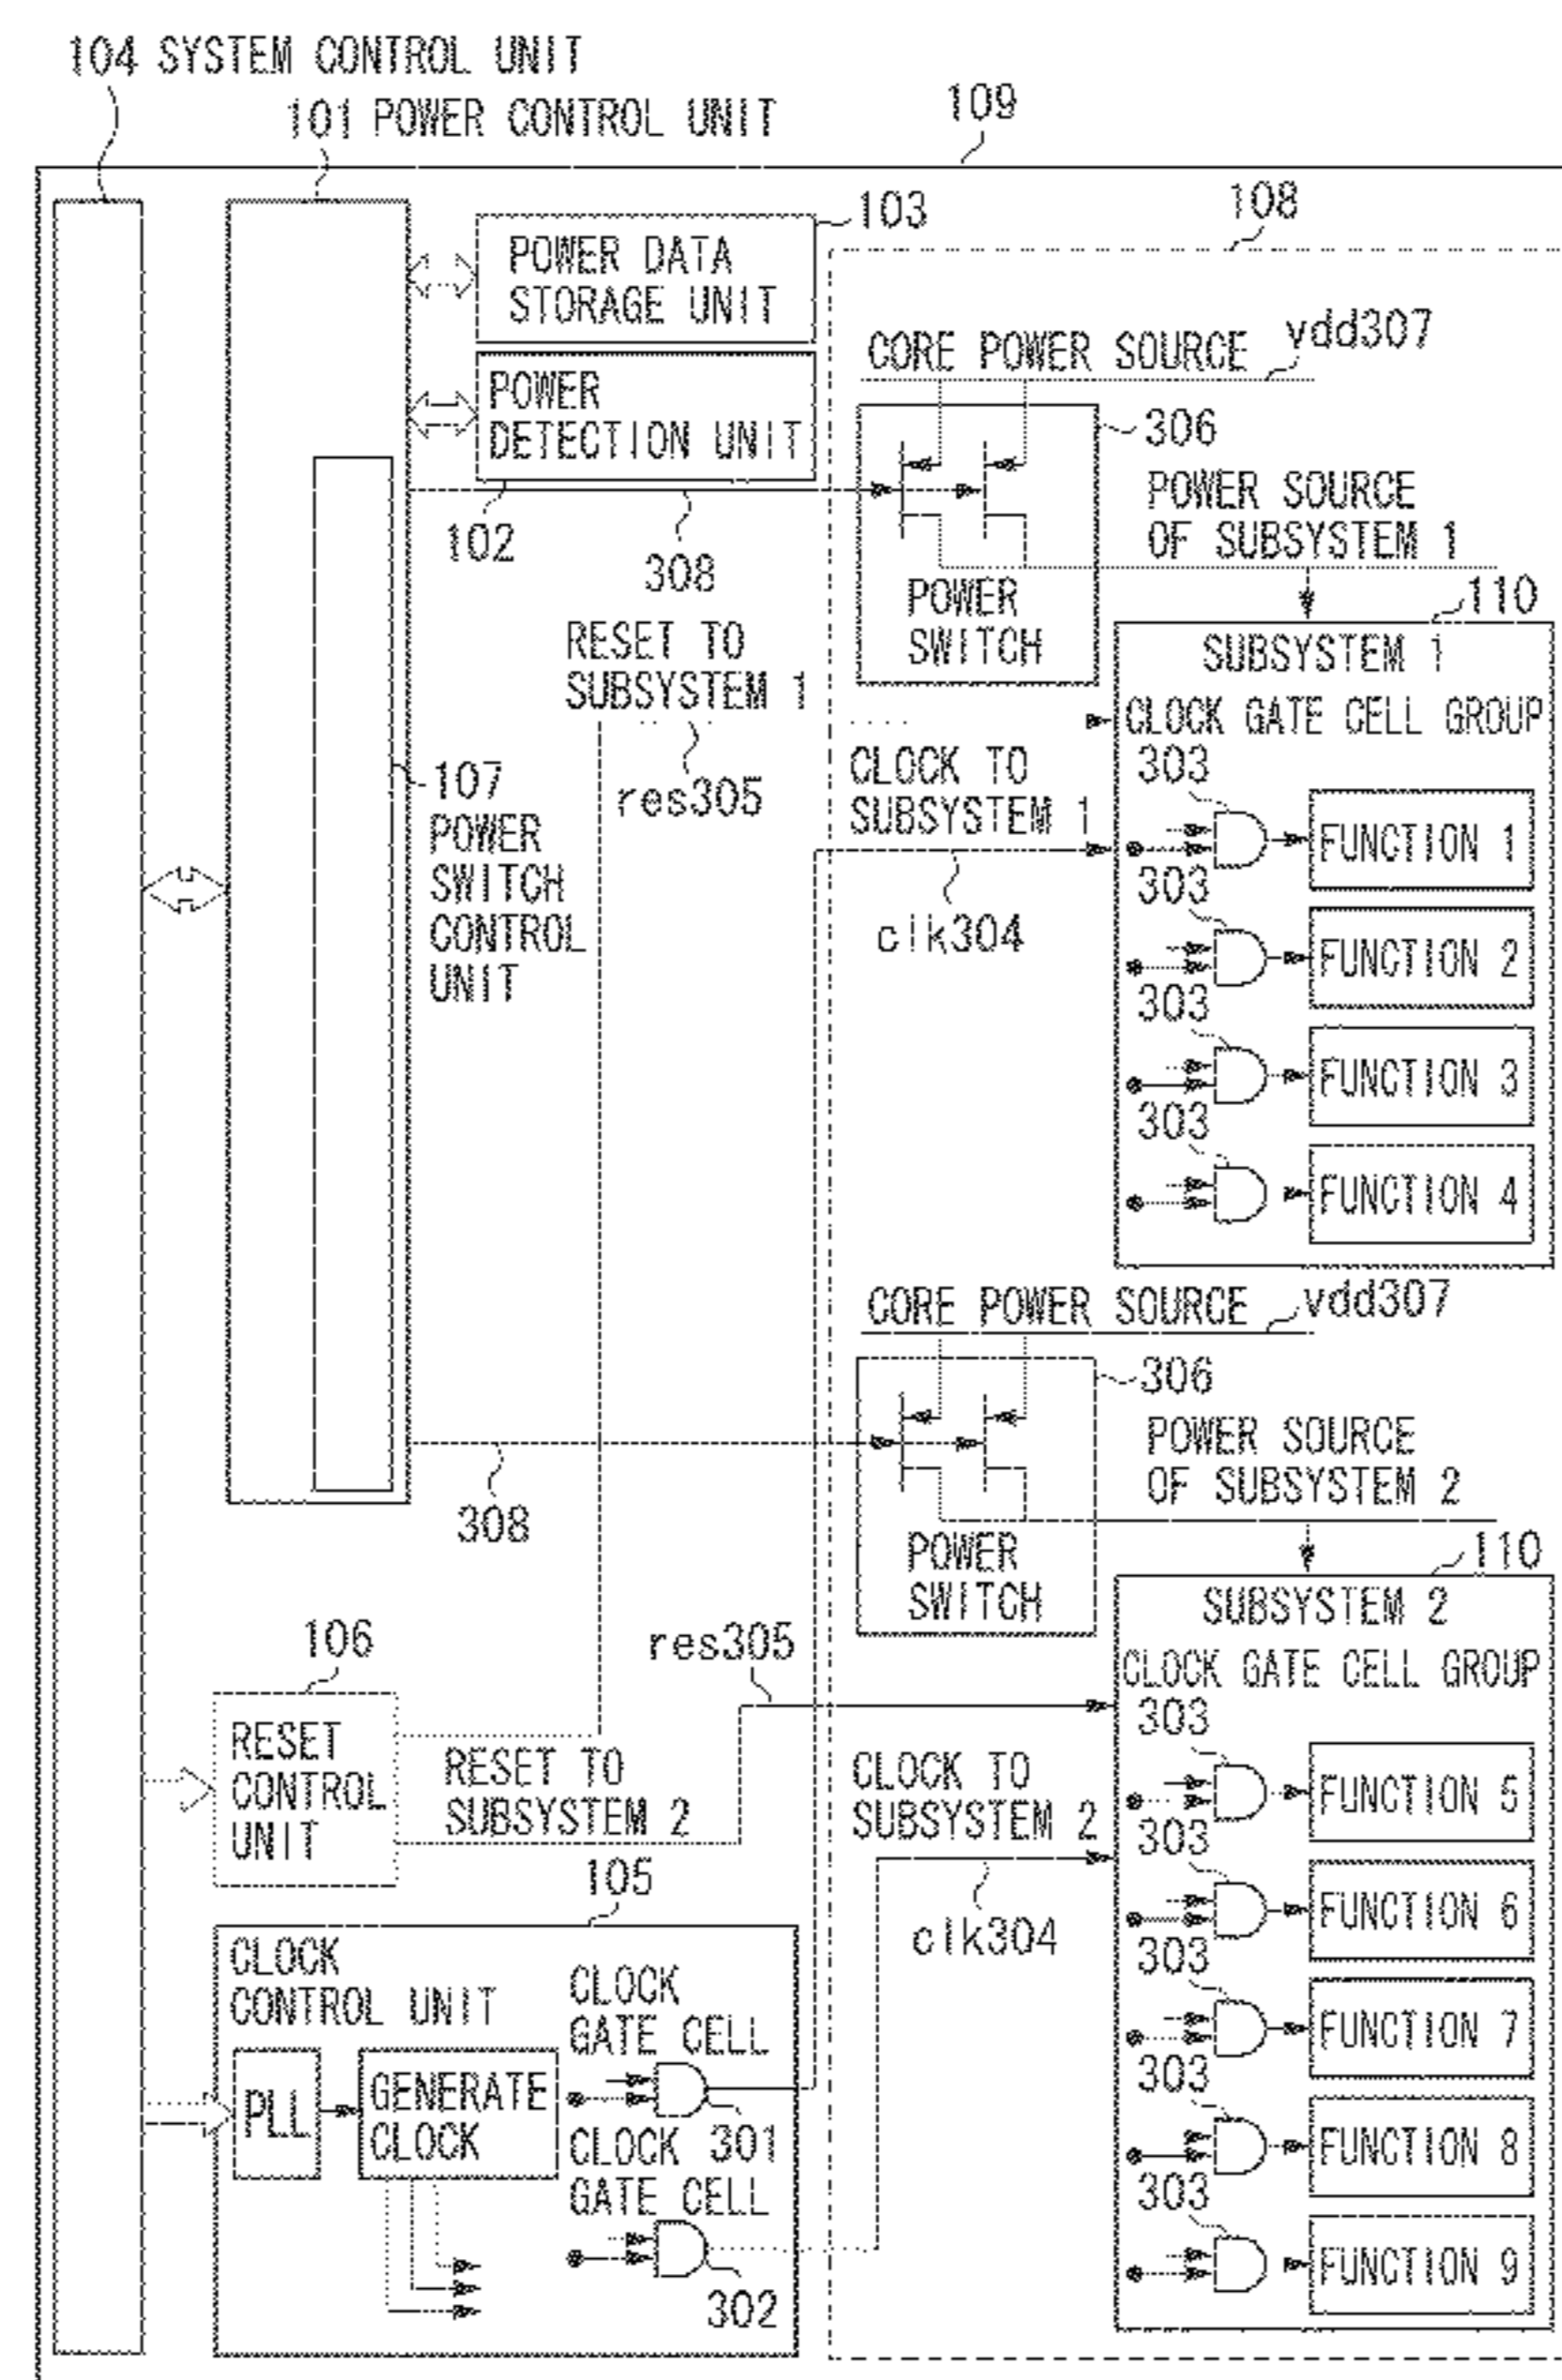 104 SYSTEM CONTROL UNIT
101 POWER CONTROL UNIT
109
108
103
POWER DATA
STORAGE UNIT
POWER
DETECTION UNIT
102
308
CORE POWER SOURCE
vdd307
306
POWER SOURCE
OF SUBSYSTEM 1
POWER
SWITCH
110
RESET TO
SUBSYSTEM 1
res305
107
POWER
SWITCH
CONTROL
UNIT
CLOCK TO
SUBSYSTEM 1
clk304
SUBSYSTEM 1
CLOCK GATE CELL GROUP
303
FUNCTION 1
303
FUNCTION 2
303
FUNCTION 3
303
FUNCTION 4
CORE POWER SOURCE
vdd307
306
POWER SOURCE
OF SUBSYSTEM 2
POWER
SWITCH
308
110
106
RESET
CONTROL
UNIT
res305
RESET TO
SUBSYSTEM 2
CLOCK TO
SUBSYSTEM 2
clk304
SUBSYSTEM 2
CLOCK GATE CELL GROUP
303
FUNCTION 5
303
FUNCTION 6
303
FUNCTION 7
303
FUNCTION 8
303
FUNCTION 9
105
CLOCK
CONTROL UNIT
PLL
GENERATE
CLOCK
CLOCK
GATE CELL
301
CLOCK
GATE CELL
302